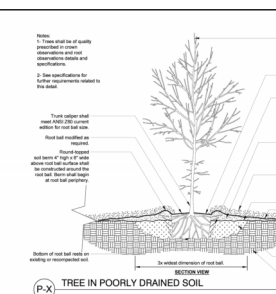 Notes:
1- Trees shall be of quality
prescribed in crown
observations and root
observations details and
specifications.
2- See specifications for
further requirements related to
this detail.
Trunk caliper shall
meet ANSI Z60 current
edition for root ball size.
Root ball modified as
required.
Round-topped
soil berm 4" high x 8" wide
above root ball surface shall
be constructed around the
root ball. Berm shall begin
at root ball periphery.
Bottom of root ball rests on
existing or recompacted soil.
3x widest dimension of root ball.
SECTION VIEW
P-X
TREE IN POORLY DRAINED SOIL